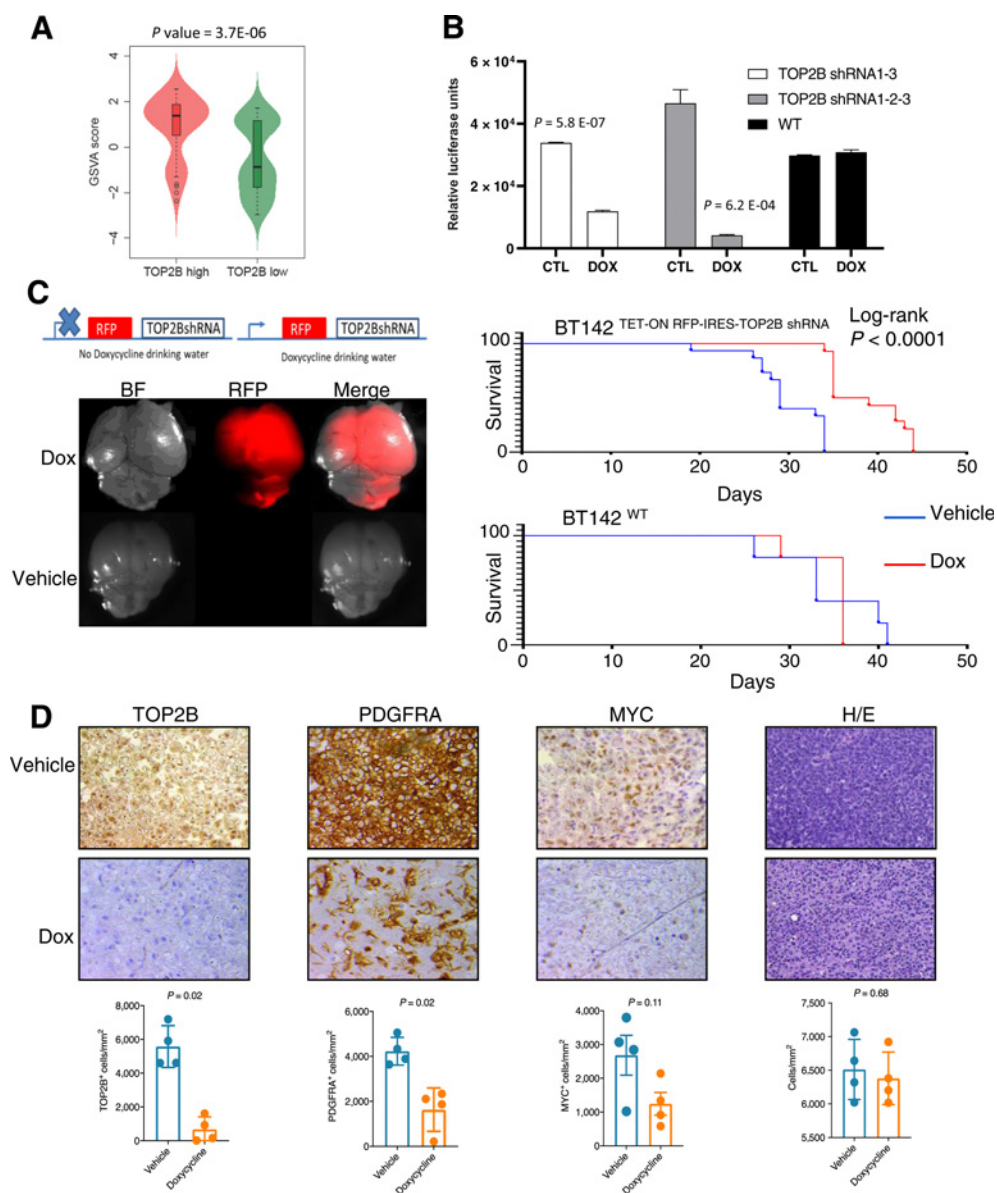 A
P value = 3.7E-06
GSVA score
4
2
0
−2
−4
TOP2B high
TOP2B low
B
Relative luciferase units
6×10⁴
4×10⁴
2×10⁴
0
P = 5.8 E-07
P = 6.2 E-04
CTL DOX CTL DOX CTL DOX
TOP2B shRNA1-3
TOP2B shRNA1-2-3
WT
C
RFP TOP2BshRNA
No Doxycycline drinking water
RFP TOP2BshRNA
Doxycycline drinking water
BF RFP Merge
Dox
Vehicle
BT142 TET-ON RFP-IRES-TOP2B shRNA
Log-rank
P < 0.0001
Survival
100
0
0 10 20 30 40 50
Days
BT142 WT
Vehicle
Dox
Survival
100
0
0 10 20 30 40 50
Days
D
TOP2B PDGFRA MYC H/E
Vehicle
Dox
P = 0.02
TOP2B⁺ cells/mm²
8,000
6,000
4,000
2,000
0
Vehicle
Doxycycline
P = 0.02
PDGFRA⁺ cells/mm²
6,000
4,000
2,000
0
Vehicle
Doxycycline
P = 0.11
MYC⁺ cells/mm²
4,000
3,000
2,000
1,000
0
Vehicle
Doxycycline
P = 0.68
Cells/mm²
7,500
7,000
6,500
6,000
5,500
Vehicle
Doxycycline